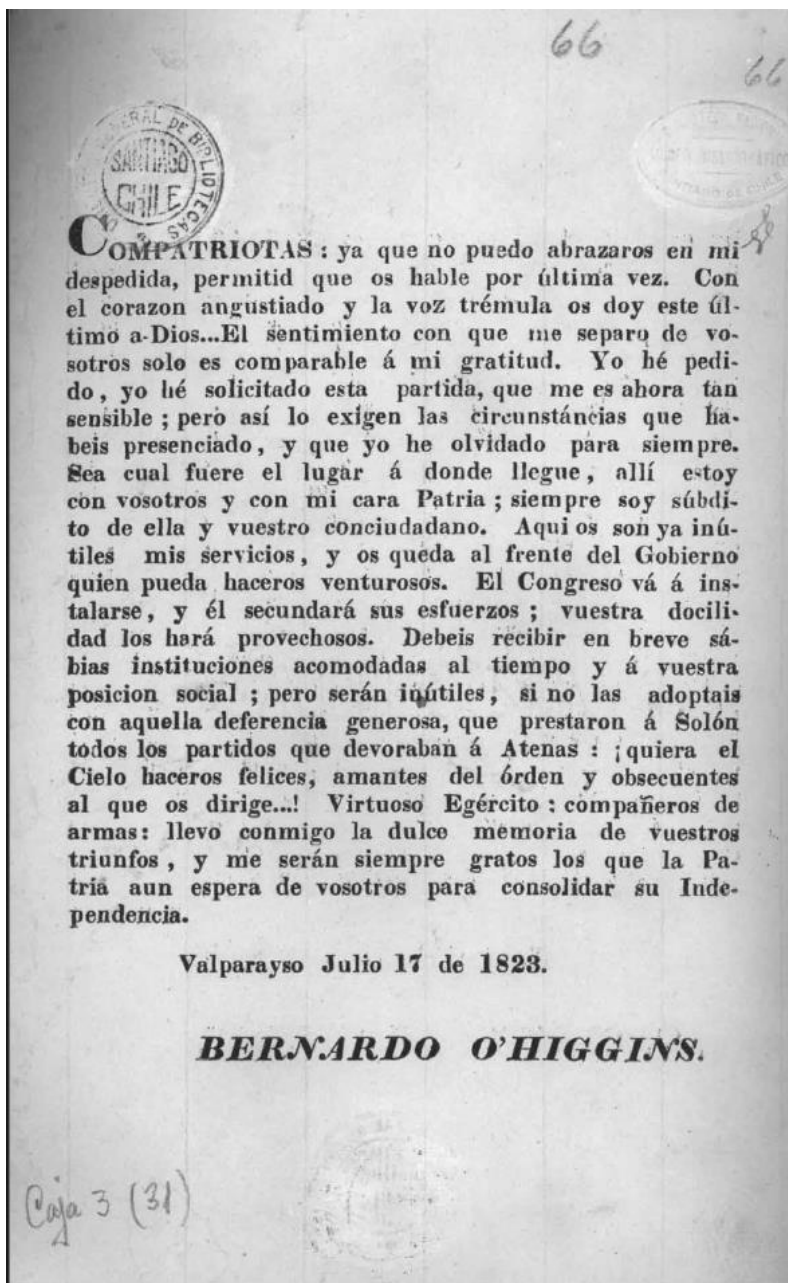 66
66
GENERAL DE BIBLIOTECAS
SANTIAGO
CHILE
COMPATRIOTAS : ya que no puedo abrazaros en mi
despedida, permitid que os hable por última vez. Con
el corazon angustiado y la voz trémula os doy este úl-
timo a-Dios...El sentimiento con que me separo de vo-
sotros solo es comparable á mi gratitud. Yo hé pedi-
do, yo hé solicitado esta partida, que me es ahora tan
sensible ; pero así lo exigen las circunstáncias que ha-
beis presenciado, y que yo he olvidado para siempre.
Sea cual fuere el lugar á donde llegue, allí estoy
con vosotros y con mi cara Patria ; siempre soy súbdi-
to de ella y vuestro conciudadano. Aqui os son ya inú-
tiles mis servicios, y os queda al frente del Gobierno
quien pueda haceros venturosos. El Congreso vá á ins-
talarse, y él secundará sus esfuerzos ; vuestra docili-
dad los hará provechosos. Debeis recibir en breve sá-
bias instituciones acomodadas al tiempo y á vuestra
posicion social ; pero serán inútiles, si no las adoptais
con aquella deferencia generosa, que prestaron á Solón
todos los partidos que devoraban á Atenas : ¡quiera el
Cielo haceros felices, amantes del órden y obsecuentes
al que os dirige...! Virtuoso Egército : compañeros de
armas: llevo conmigo la dulce memoria de vuestros
triunfos, y me serán siempre gratos los que la Pa-
tria aun espera de vosotros para consolidar su Inde-
pendencia.
Valparayso Julio 17 de 1823.
BERNARDO O'HIGGINS.
Caja 3 (31)